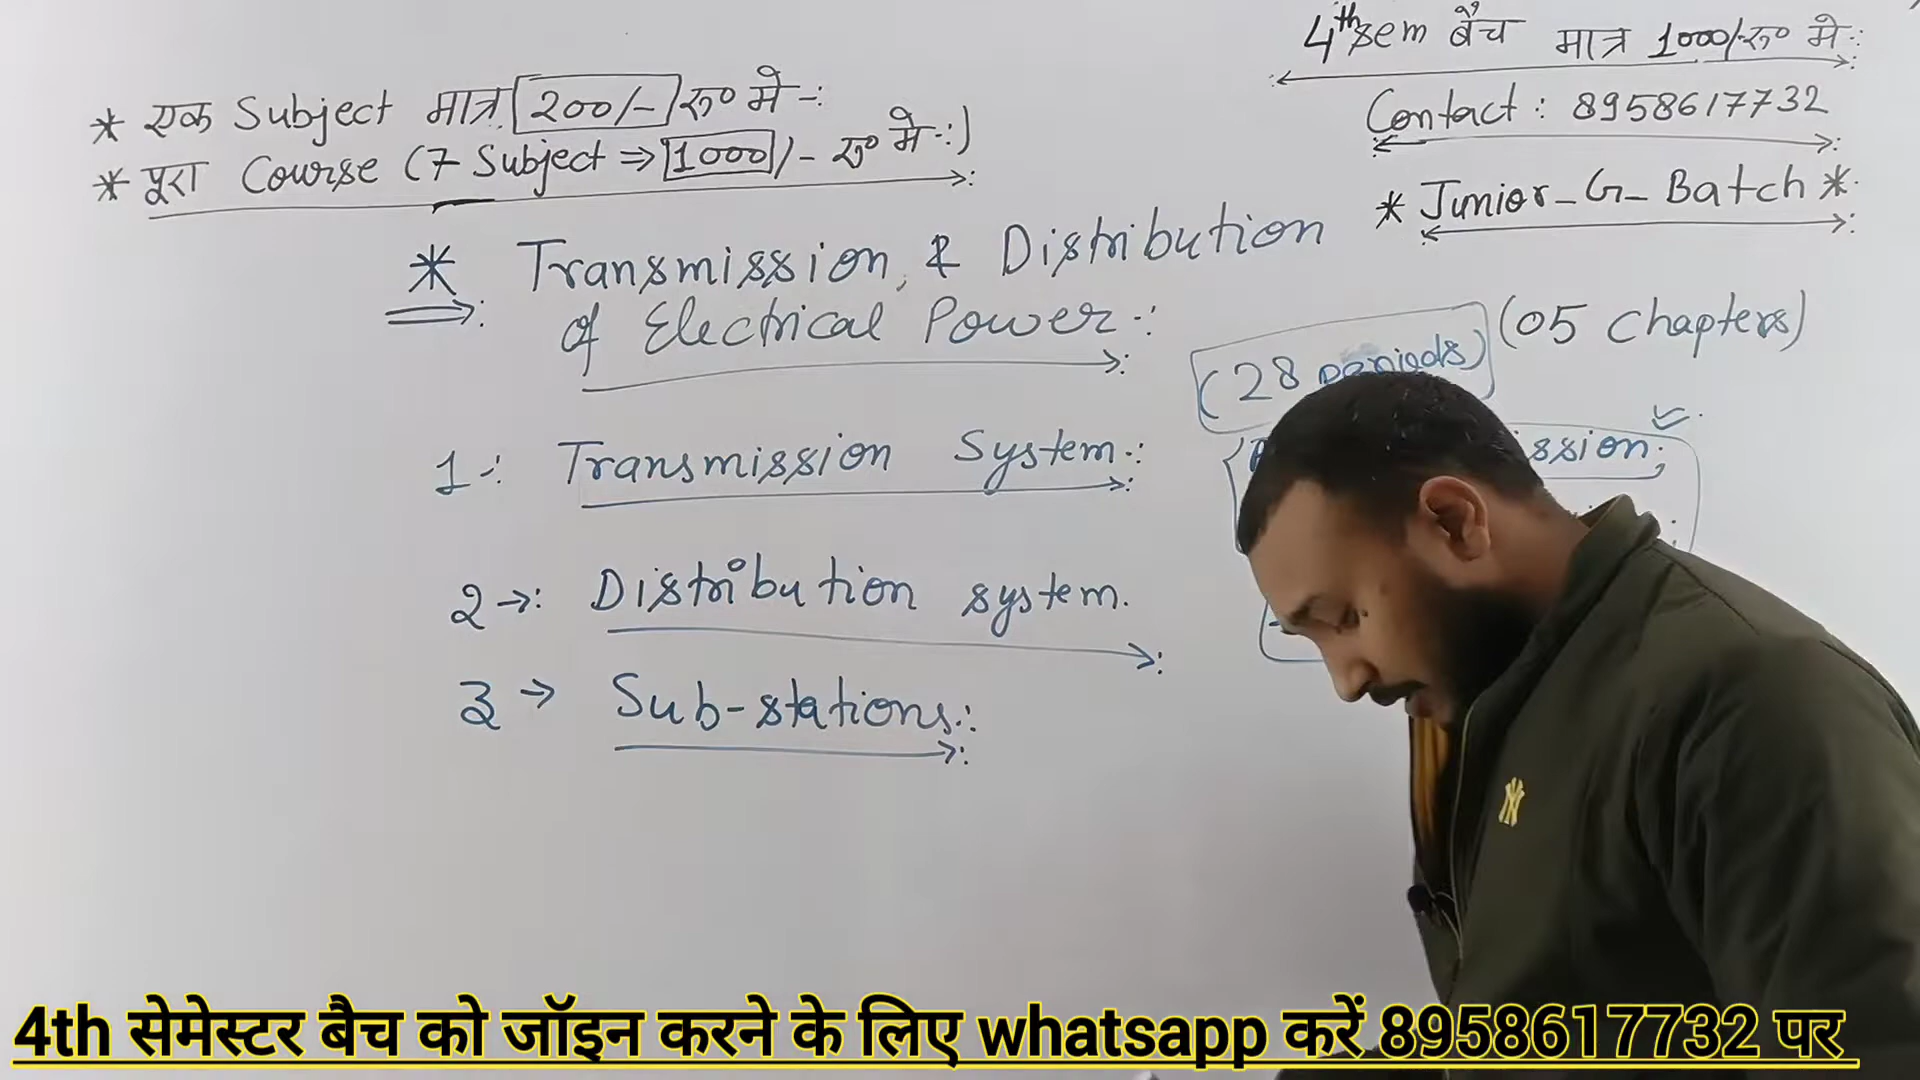 4th sem बैच मात्र 1000/-रु० मे -:
Contact : 8958617732
* Junior_G_Batch *
* एक Subject मात्र 200/- रु० मे -:
* पूरा Course (7 Subject ⇒ 1000/- रु० मे -:)
* Transmission & Distribution
of Electrical Power -:
(28 periods) (05 Chapters)
1 -: Transmission System -:
ssion;
2 →: Distribution system.
3 → Sub-stations -:
NY
4th सेमेस्टर बैच को जॉइन करने के लिए whatsapp करें 8958617732 पर